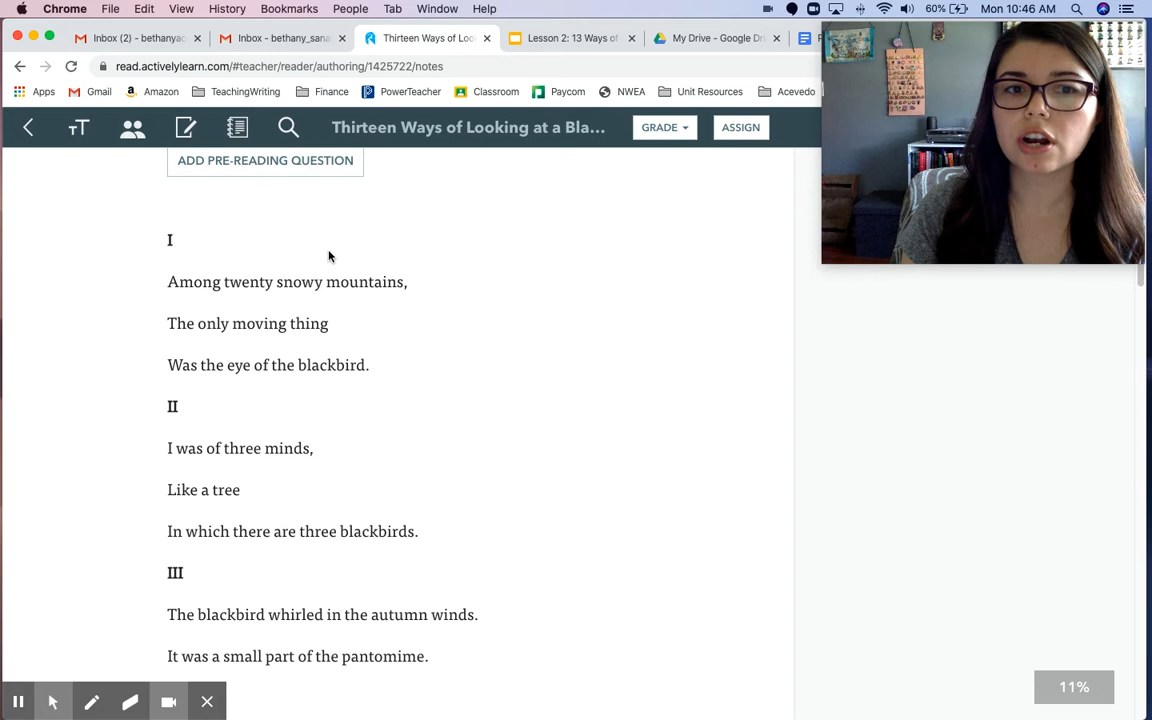 Chrome File Edit View History Bookmarks People Tab Window Help 60% Mon 10:46 AM
Inbox (2) - bethanyac Inbox - bethany_sana Thirteen Ways of Loo Lesson 2: 13 Ways of My Drive - Google Dri
read.activelylearn.com/#teacher/reader/authoring/1425722/notes
Apps Gmail Amazon TeachingWriting Finance PowerTeacher Classroom Paycom NWEA Unit Resources Acevedo
TT Thirteen Ways of Looking at a Bla... GRADE ASSIGN
ADD PRE-READING QUESTION
I
Among twenty snowy mountains,
The only moving thing
Was the eye of the blackbird.
II
I was of three minds,
Like a tree
In which there are three blackbirds.
III
The blackbird whirled in the autumn winds.
It was a small part of the pantomime.
11%